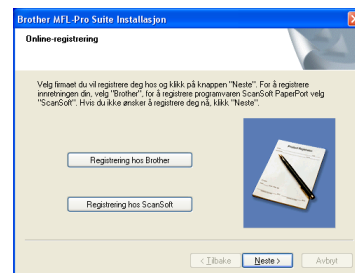 Brother MFL-Pro Suite Installasjon
Online-registrering
Velg firmaet du vil registrere deg hos og klikk på knappen "Neste". For å registrere
innretningen din, velg "Brother", for å registrere programvaren ScanSoft PaperPort velg
"ScanSoft". Hvis du ikke ønsker å registrere deg nå, klikk "Neste".
Registrering hos Brother
Registrering hos ScanSoft
< Tilbake
Neste >
Avbryt